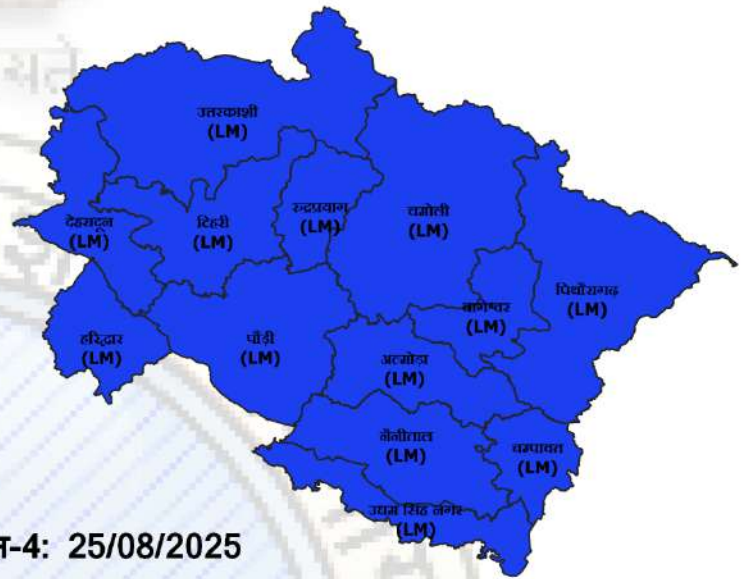 उत्तरकाशी
(LM)
देहरादून
(LM)
टिहरी
(LM)
रुद्रप्रयाग
(LM)
चमोली
(LM)
पिथौरागढ़
(LM)
बागेश्वर
(LM)
हरिद्वार
(LM)
पौड़ी
(LM)
अल्मोड़ा
(LM)
नैनीताल
(LM)
चम्पावत
(LM)
उधम सिंह नगर
(LM)
-4: 25/08/2025